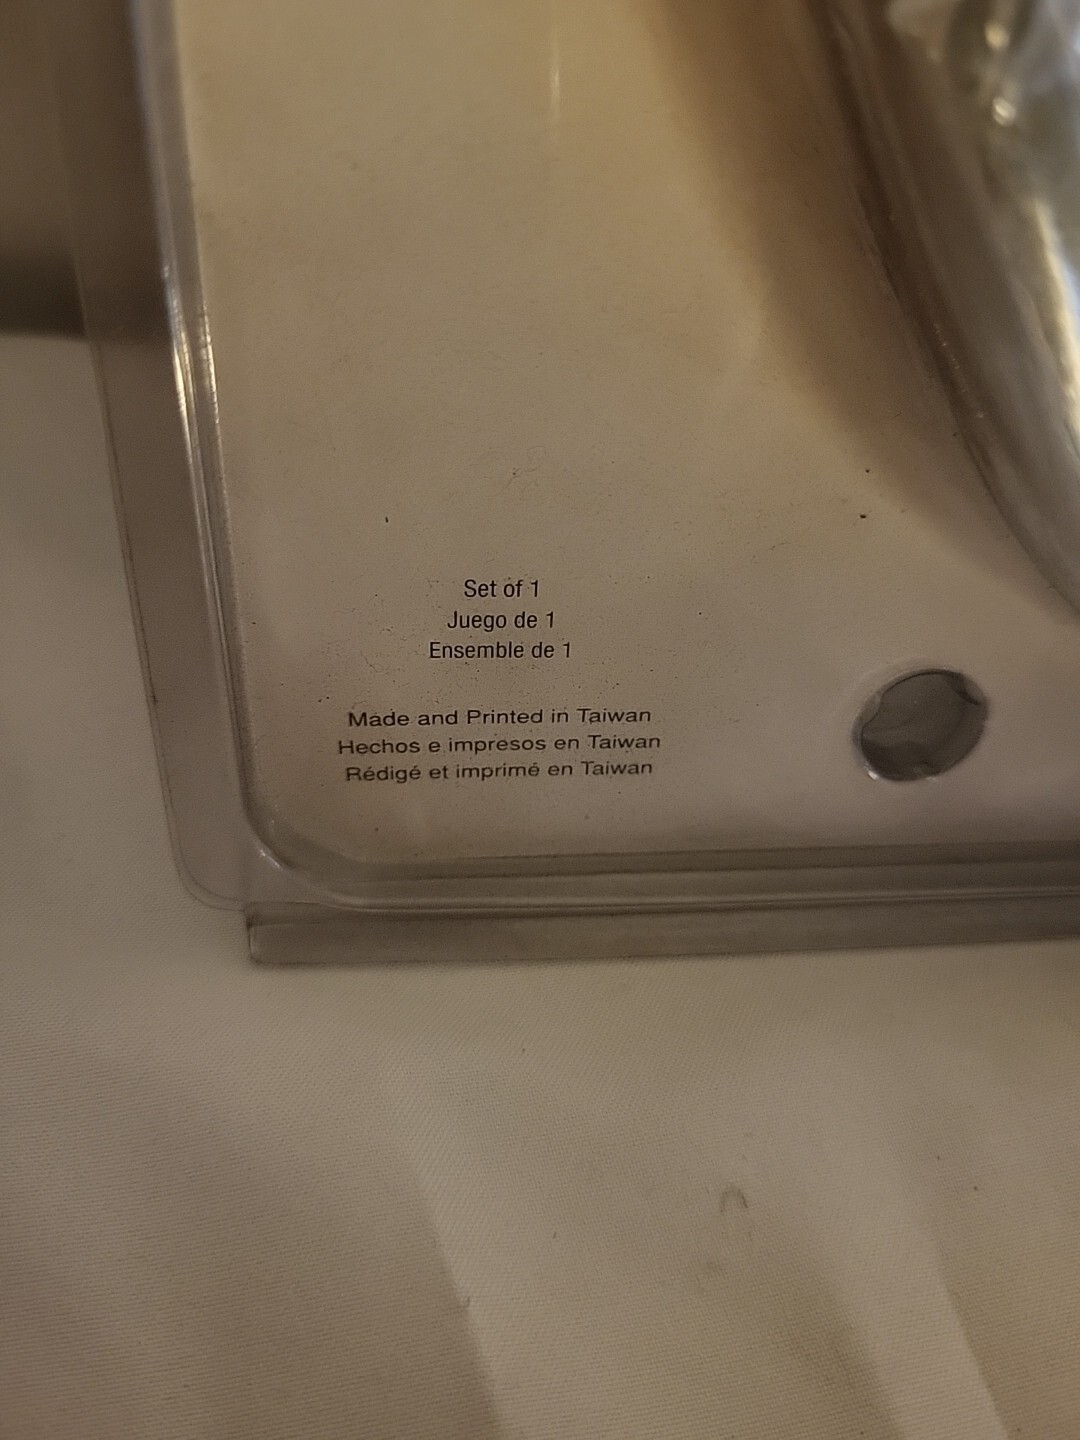 Set of 1
Juego de 1
Ensemble de 1
Made and Printed in Taiwan
Hechos e impresos en Taiwan
Rédigé et imprimé en Taiwan